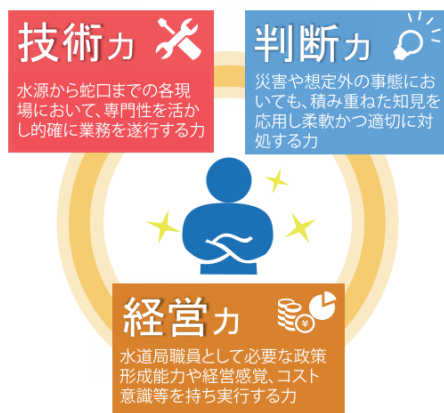 技術力
水源から蛇口までの各現
場において、専門性を活か
し的確に業務を遂行する力
判断力
災害や想定外の事態にお
いても、積み重ねた知見を
応用し柔軟かつ適切に対
処する力
経営力
¥
水道局職員として必要な政策
形成能力や経営感覚、コスト
意識等を持ち実行する力